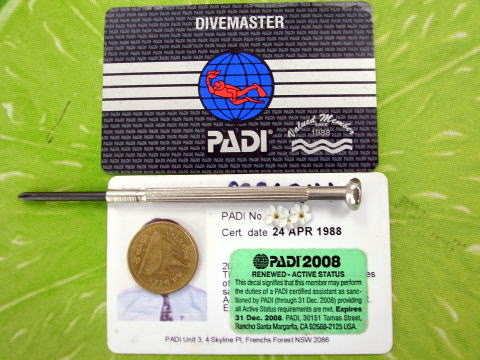 DIVEMASTER
PADI®
Valued Member
SINCE
1988
PADI No.
Cert. date 24 APR 1988
PADI 2008
RENEWED - ACTIVE STATUS
This decal signifies that this member may perform
the duties of a PADI certified assistant as sanc-
tioned by PADI (through 31 Dec. 2008) providing
all Active Status requirements are met. Expires
31 Dec. 2008. PADI, 30151 Tomas Street,
Rancho Santa Margarita, CA 92688-2125 USA.
PADI Unit 3, 4 Skyline Pl, Frenchs Forest NSW 2086